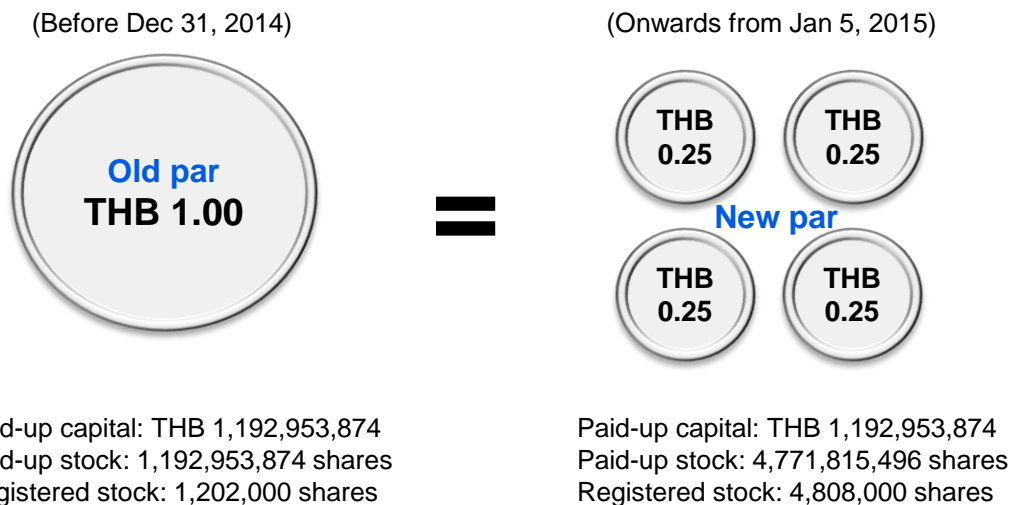 (Before Dec 31, 2014)
Old par
THB 1.00
=
(Onwards from Jan 5, 2015)
THB
0.25
THB
0.25
New par
THB
0.25
THB
0.25
d-up capital: THB 1,192,953,874
d-up stock: 1,192,953,874 shares
gistered stock: 1,202,000 shares
Paid-up capital: THB 1,192,953,874
Paid-up stock: 4,771,815,496 shares
Registered stock: 4,808,000 shares